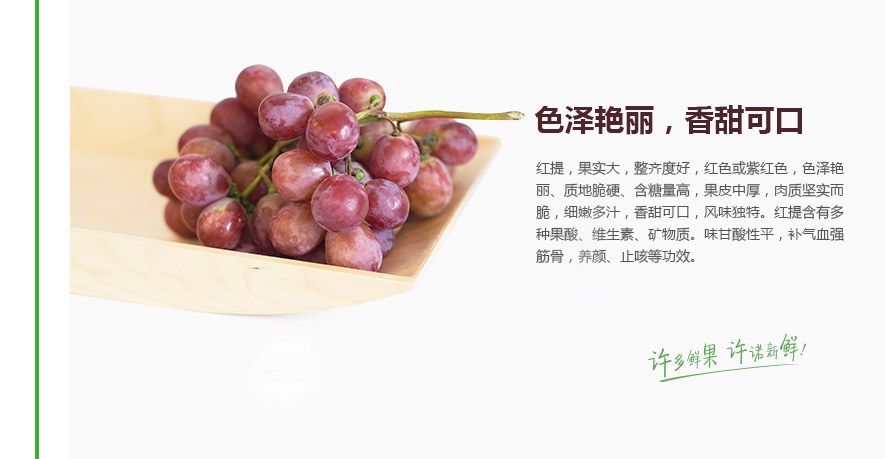 色泽艳丽，香甜可口
红提，果实大，整齐度好，红色或紫红色，色泽艳
丽、质地脆硬、含糖量高，果皮中厚，肉质坚实而
脆，细嫩多汁，香甜可口，风味独特。红提含有多
种果酸、维生素、矿物质。味甘酸性平，补气血强
筋骨，养颜、止咳等功效。
许多鲜果 许诺新鲜!